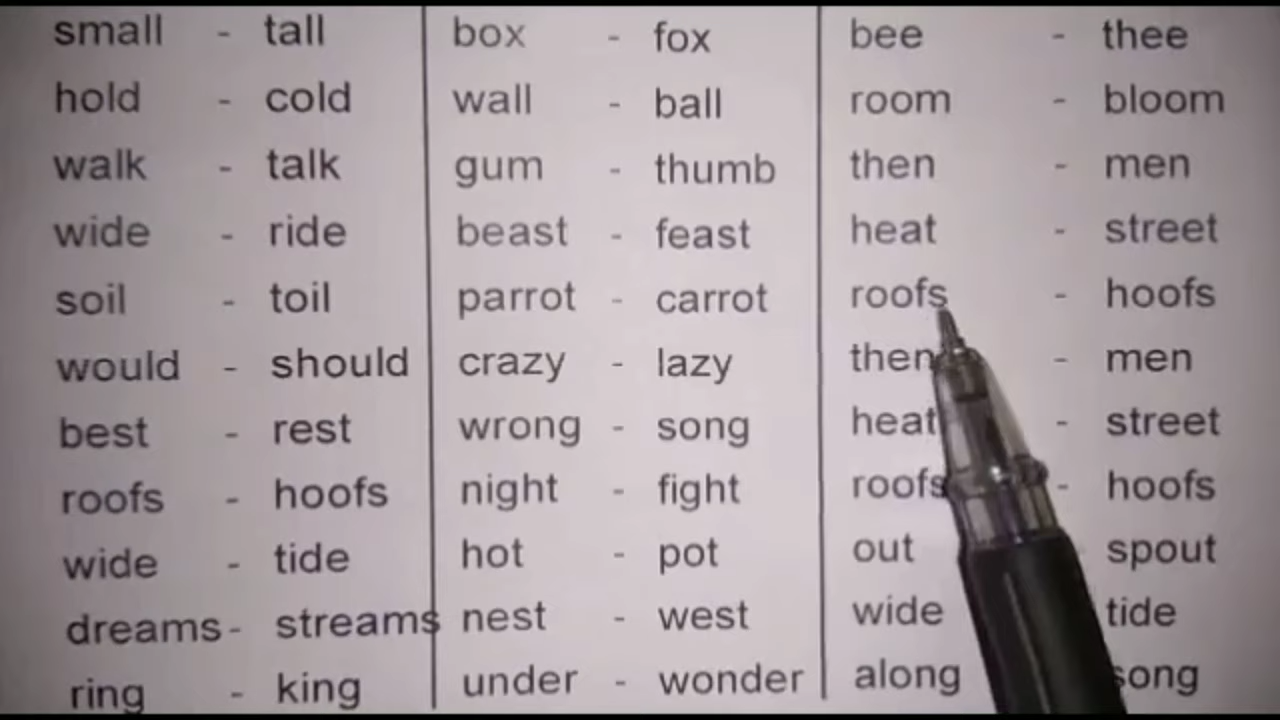 small - tall
hold - cold
walk - talk
wide - ride
soil - toil
would - should
best - rest
roofs - hoofs
wide - tide
dreams - streams
ring - king
box - fox
wall - ball
gum - thumb
beast - feast
parrot - carrot
crazy - lazy
wrong - song
night - fight
hot - pot
nest - west
under - wonder
bee - thee
room - bloom
then - men
heat - street
roofs - hoofs
then - men
heat - street
roofs - hoofs
out - spout
wide tide
along song